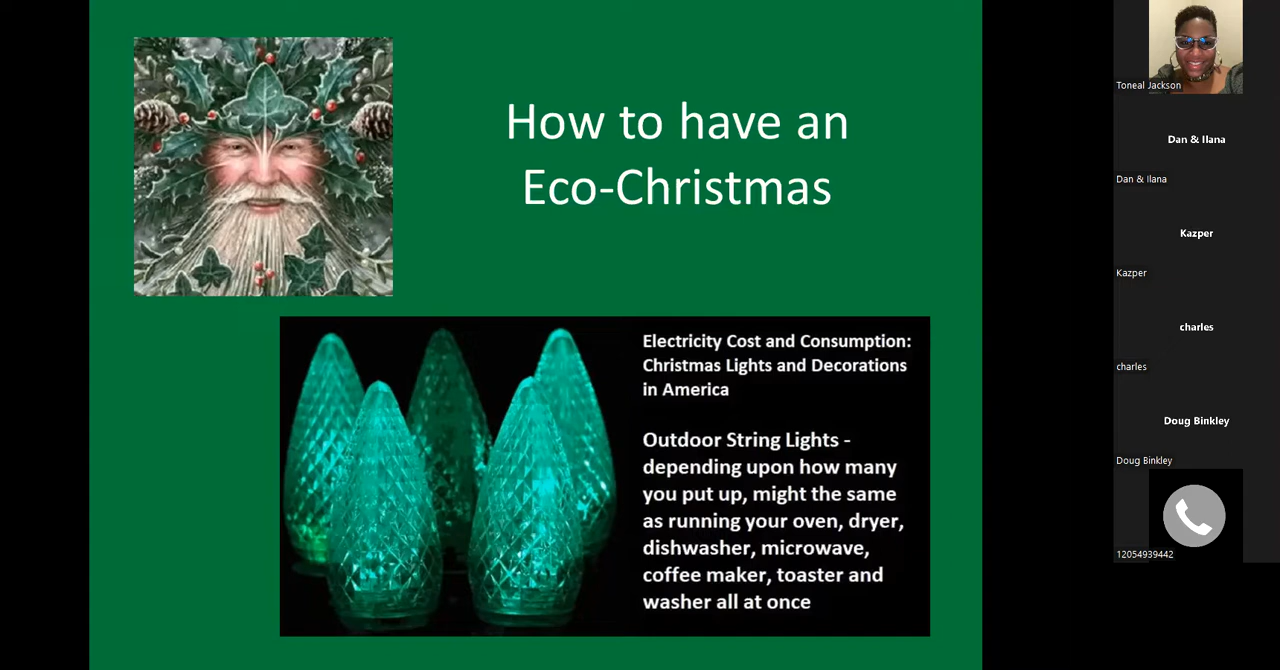 How to have an
Eco-Christmas
Electricity Cost and Consumption:
Christmas Lights and Decorations
in America
Outdoor String Lights -
depending upon how many
you put up, might the same
as running your oven, dryer,
dishwasher, microwave,
coffee maker, toaster and
washer all at once
Toneal Jackson
Dan & Ilana
Dan & Ilana
Kazper
Kazper
charles
charles
Doug Binkley
Doug Binkley
12054939442